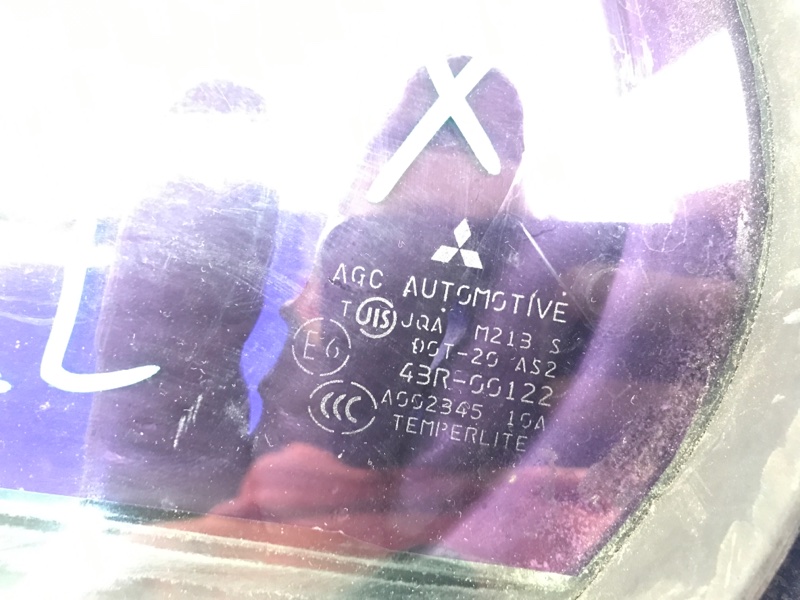 X
L
AGC AUTOMOTIVE
T JIS JQA M213 S
E6 DOT-20 AS2
43R-00122
CCC A002345 10A
TEMPERLITE